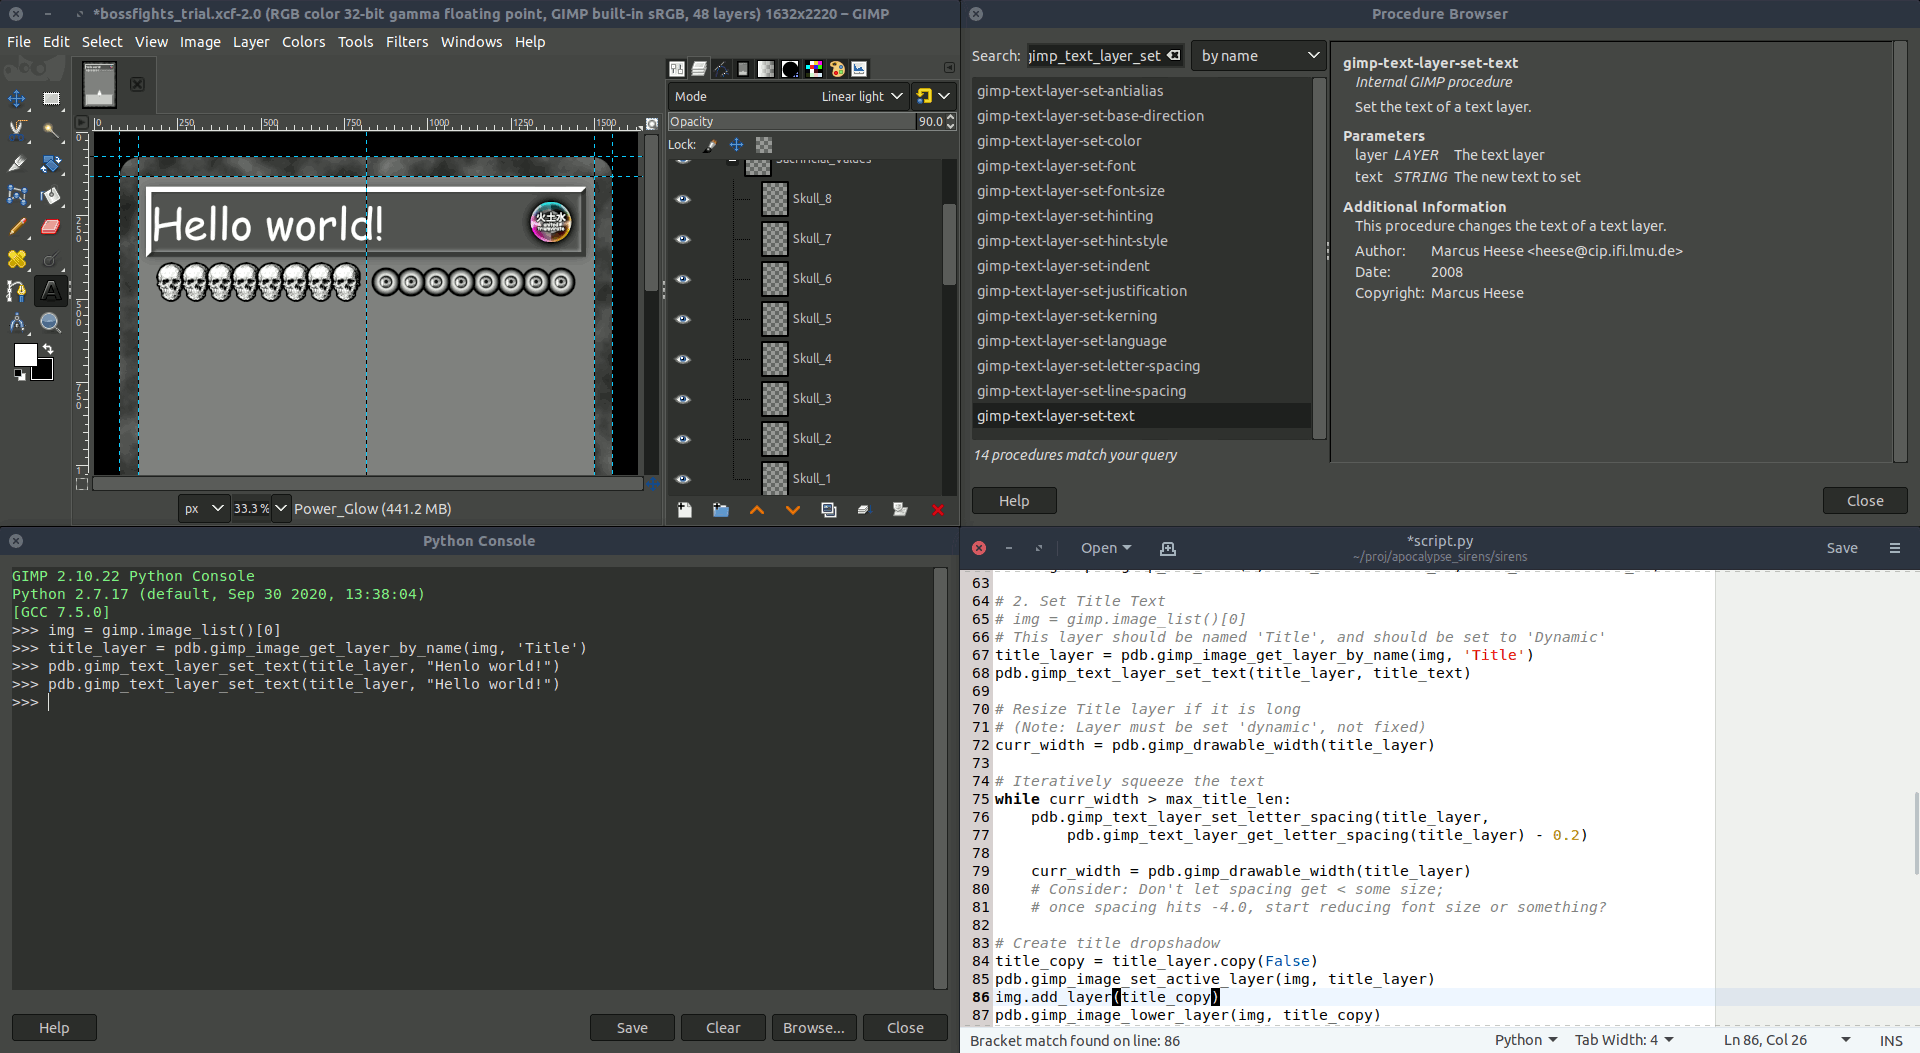 *bossfights_trial.xcf-2.0 (RGB color 32-bit gamma floating point, GIMP built-in sRGB, 48 layers) 1632x2220 – GIMP
File Edit Select View Image Layer Colors Tools Filters Windows Help
0 250 500 750 1000 1250 1500
0
250
500
750
1
Hello world!
火土水
px 33.3 % Power_Glow (441.2 MB)
Mode Linear light
Opacity 90.0
Lock:
Sacrificial_Values
Skull_8
Skull_7
Skull_6
Skull_5
Skull_4
Skull_3
Skull_2
Skull_1
Procedure Browser
Search: gimp_text_layer_set by name
gimp-text-layer-set-antialias
gimp-text-layer-set-base-direction
gimp-text-layer-set-color
gimp-text-layer-set-font
gimp-text-layer-set-font-size
gimp-text-layer-set-hinting
gimp-text-layer-set-hint-style
gimp-text-layer-set-indent
gimp-text-layer-set-justification
gimp-text-layer-set-kerning
gimp-text-layer-set-language
gimp-text-layer-set-letter-spacing
gimp-text-layer-set-line-spacing
gimp-text-layer-set-text
14 procedures match your query
gimp-text-layer-set-text
Internal GIMP procedure
Set the text of a text layer.
Parameters
layer LAYER The text layer
text STRING The new text to set
Additional Information
This procedure changes the text of a text layer.
Author: Marcus Heese <heese@cip.ifi.lmu.de>
Date: 2008
Copyright: Marcus Heese
Help Close
Python Console
GIMP 2.10.22 Python Console
Python 2.7.17 (default, Sep 30 2020, 13:38:04)
[GCC 7.5.0]
>>> img = gimp.image_list()[0]
>>> title_layer = pdb.gimp_image_get_layer_by_name(img, 'Title')
>>> pdb.gimp_text_layer_set_text(title_layer, "Henlo world!")
>>> pdb.gimp_text_layer_set_text(title_layer, "Hello world!")
>>>
Help Save Clear Browse... Close
Open *script.py Save
~/proj/apocalypse_sirens/sirens
63
64 # 2. Set Title Text
65 # img = gimp.image_list()[0]
66 # This layer should be named 'Title', and should be set to 'Dynamic'
67 title_layer = pdb.gimp_image_get_layer_by_name(img, 'Title')
68 pdb.gimp_text_layer_set_text(title_layer, title_text)
69
70 # Resize Title layer if it is long
71 # (Note: Layer must be set 'dynamic', not fixed)
72 curr_width = pdb.gimp_drawable_width(title_layer)
73
74 # Iteratively squeeze the text
75 while curr_width > max_title_len:
76 pdb.gimp_text_layer_set_letter_spacing(title_layer,
77 pdb.gimp_text_layer_get_letter_spacing(title_layer) - 0.2)
78
79 curr_width = pdb.gimp_drawable_width(title_layer)
80 # Consider: Don't let spacing get < some size;
81 # once spacing hits -4.0, start reducing font size or something?
82
83 # Create title dropshadow
84 title_copy = title_layer.copy(False)
85 pdb.gimp_image_set_active_layer(img, title_layer)
86 img.add_layer(title_copy)
87 pdb.gimp_image_lower_layer(img, title_copy)
Bracket match found on line: 86 Python Tab Width: 4 Ln 86, Col 26 INS